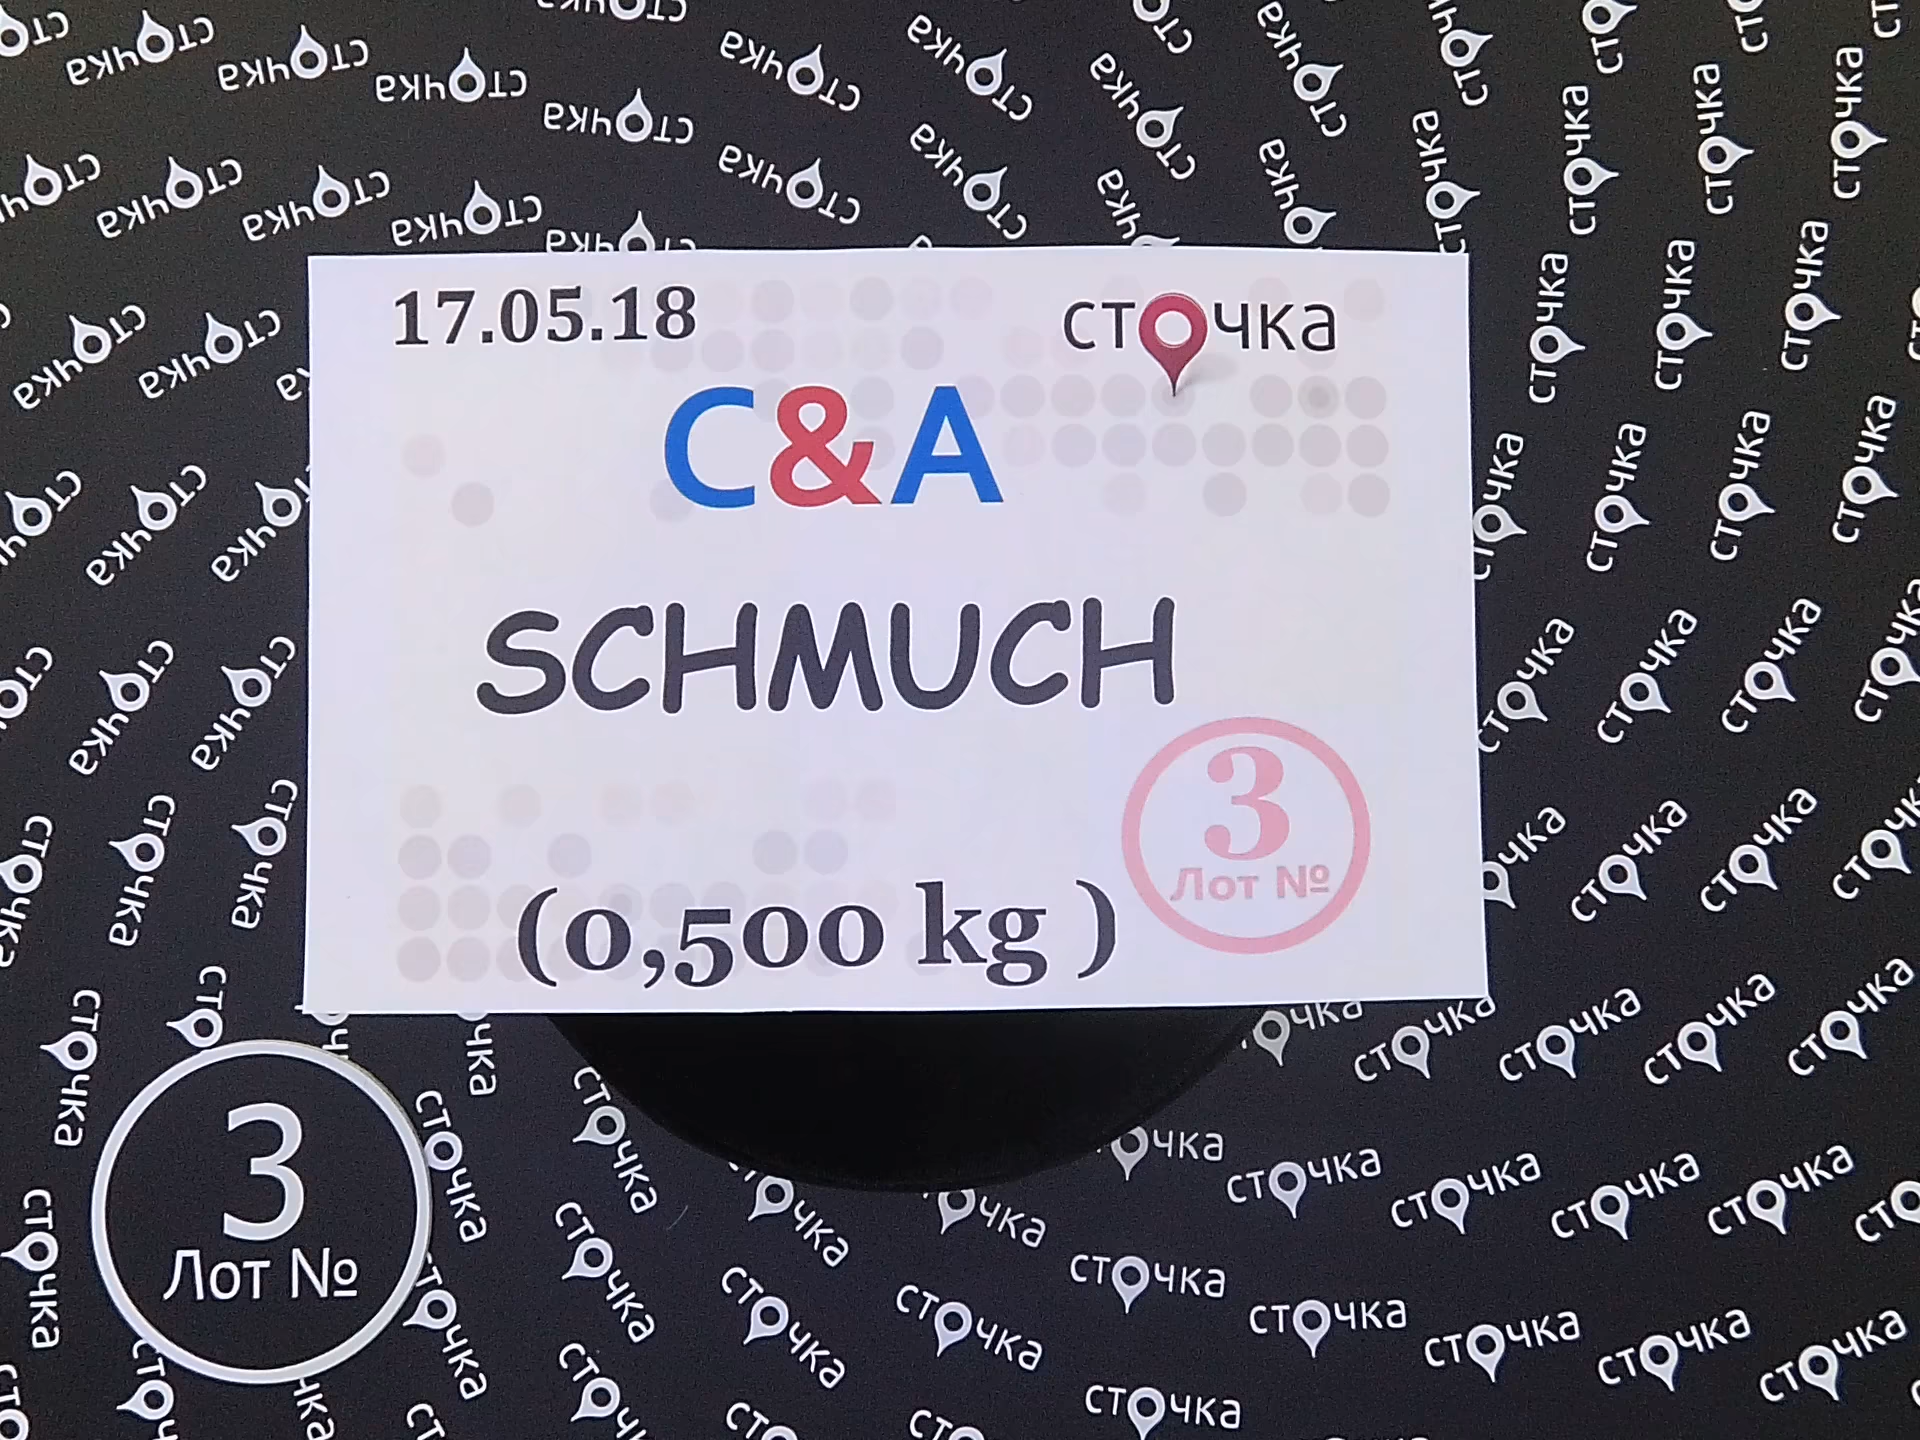 17.05.18
сточка
C&A
SCHMUCH
3
Лот №
(0,500 kg )
3
Лот №
сточка